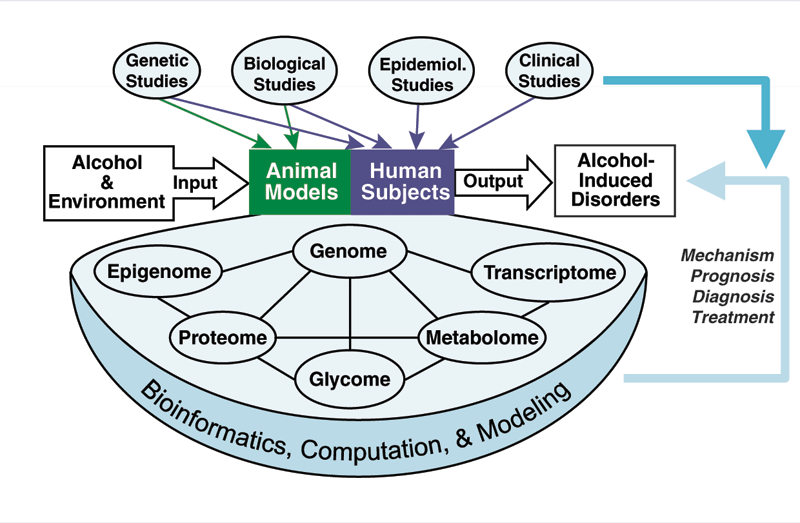 Genetic
Studies
Biological
Studies
Epidemiol.
Studies
Clinical
Studies
Alcohol
&
Environment
Input
Animal
Models
Human
Subjects
Output
Alcohol-
Induced
Disorders
Genome
Epigenome
Transcriptome
Proteome
Metabolome
Glycome
Mechanism
Prognosis
Diagnosis
Treatment
Bioinformatics, Computation, & Modeling